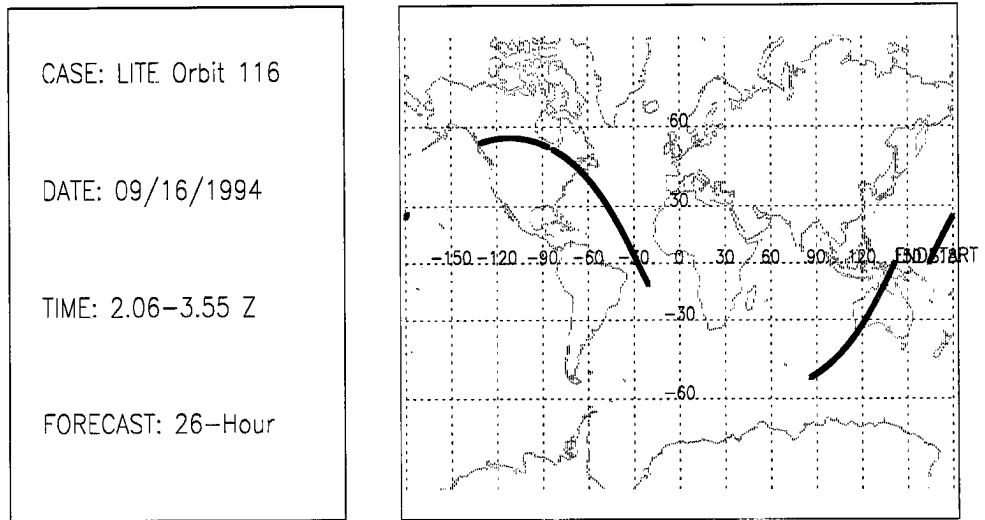 CASE: LITE Orbit 116
DATE: 09/16/1994
TIME: 2.06-3.55 Z
FORECAST: 26-Hour
60
30
-150 -120 -90 -60 -30 0 30 60 90 120
END START
-30
-60